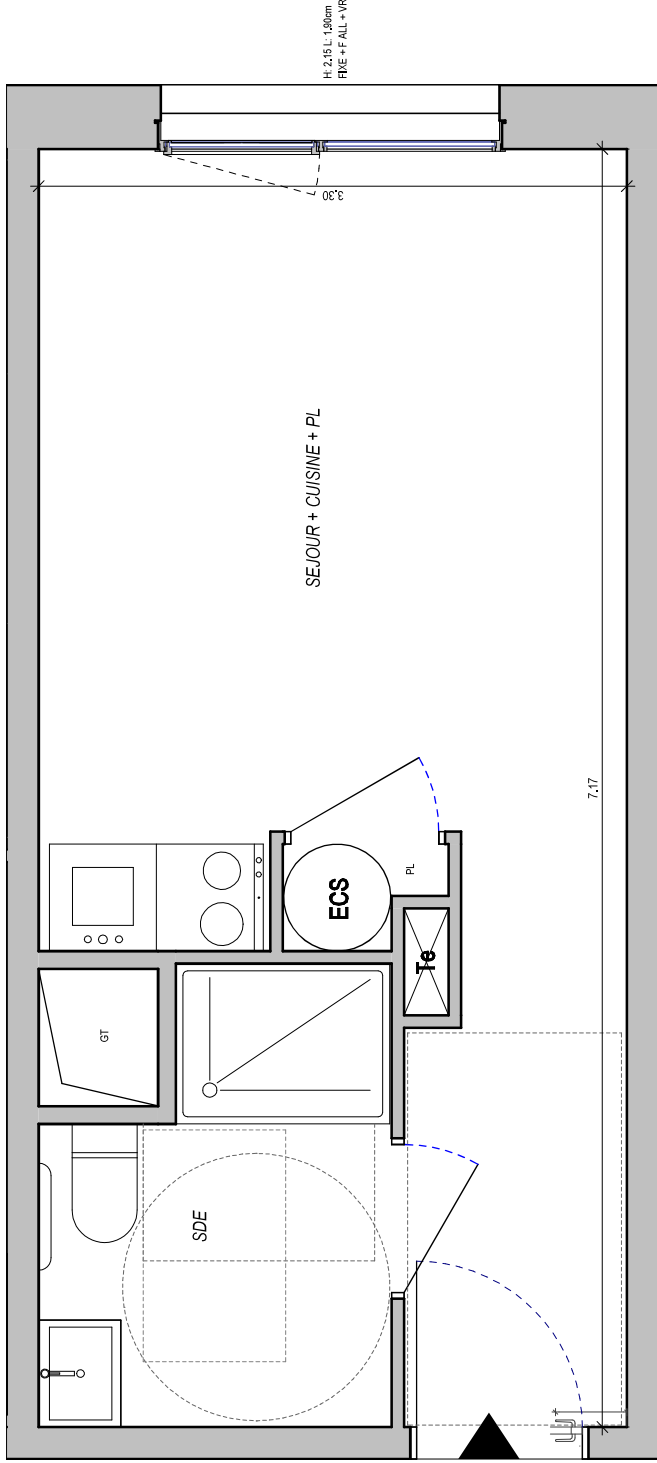 H: 2.15 L: 1.90cm
FIXE + F ALL + VR
3.30
SEJOUR + CUISINE + PL
7.17
ECS
PL
Te
GT
SDE